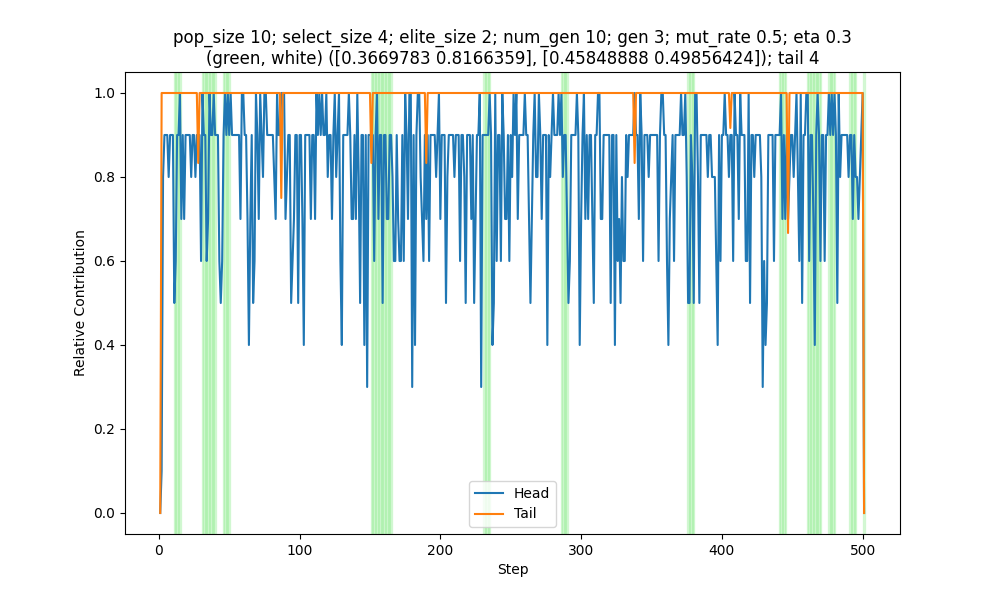 pop_size 10; select_size 4; elite_size 2; num_gen 10; gen 3; mut_rate 0.5; eta 0.3
(green, white) ([0.3669783 0.8166359], [0.45848888 0.49856424]); tail 4
1.0
0.8
0.6
0.4
0.2
0.0
Relative Contribution
Head
Tail
0 100 200 300 400 500
Step